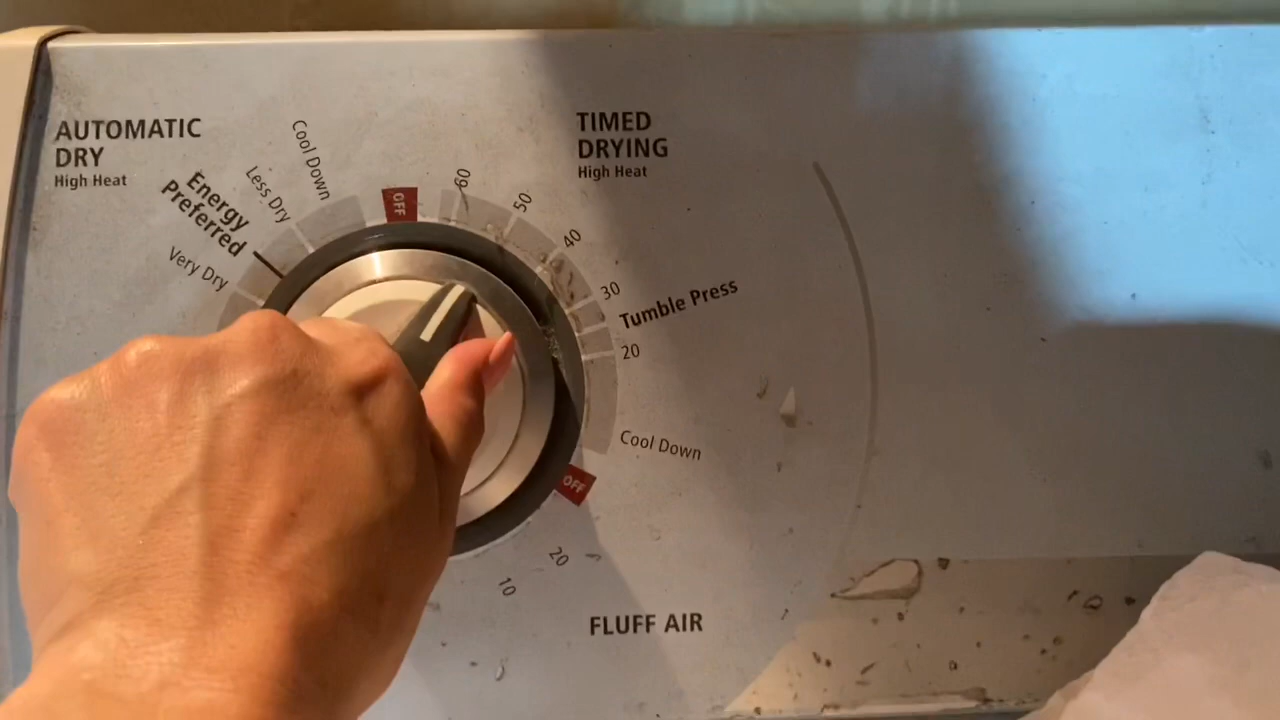 AUTOMATIC
DRY
High Heat
Very Dry
Energy
Preferred
Less Dry
Cool Down
OFF
TIMED
DRYING
High Heat
60
50
40
30
Tumble Press
20
Cool Down
OFF
20
10
FLUFF AIR